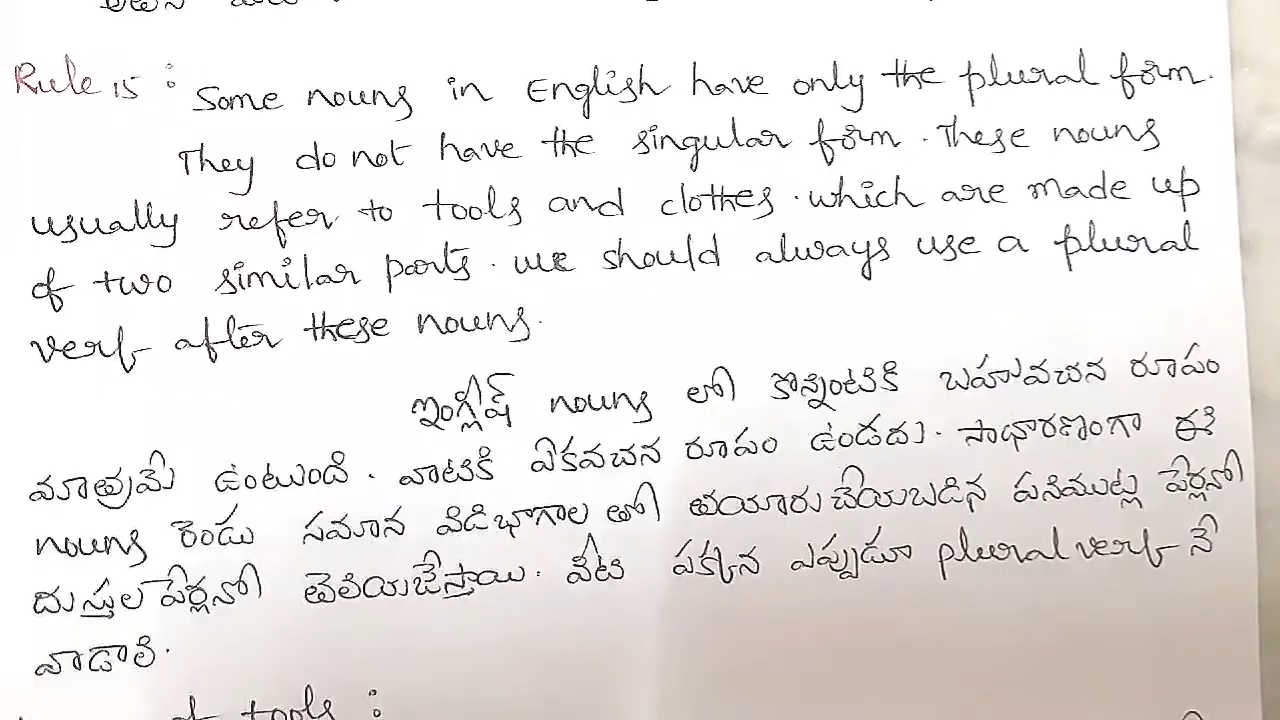 Rule 15 : Some nouns in English have only the plural form.
They do not have the singular form. These nouns
usually refer to tools and clothes. which are made up
of two similar parts. we should always use a plural
verb after these nouns.
ఇంగ్లీష్ nouns లో కొన్నింటికి బహువచన రూపం
మాత్రమే ఉంటుంది. వాటికి ఏకవచన రూపం ఉండదు. సాధారణంగా ఈ
nouns రెండు సమాన విడిభాగాల తో తయారు చేయబడిన పనిముట్ల పేర్లనో
దుస్తుల పేర్లనో తెలియజేస్తాయి. వీటి పక్కన ఎప్పుడూ plural verb నే
వాడాలి.
of tools :